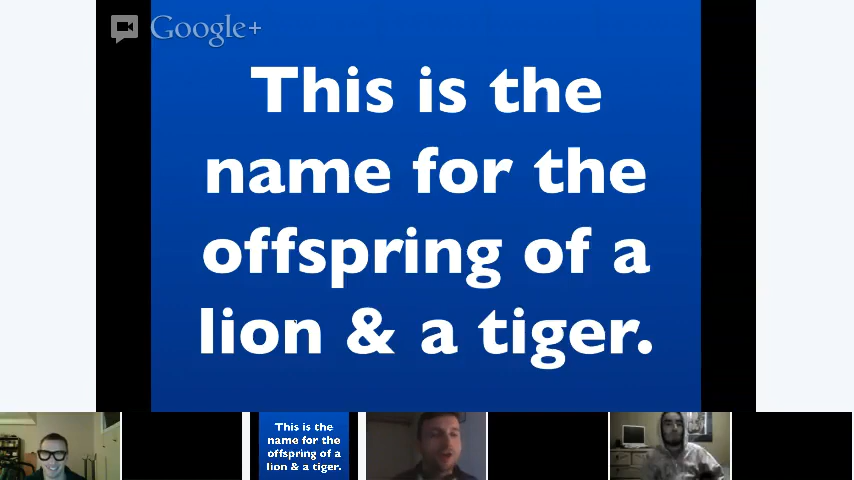 Google+
This is the
name for the
offspring of a
lion & a tiger.
This is the
name for the
offspring of a
lion & a tiger.